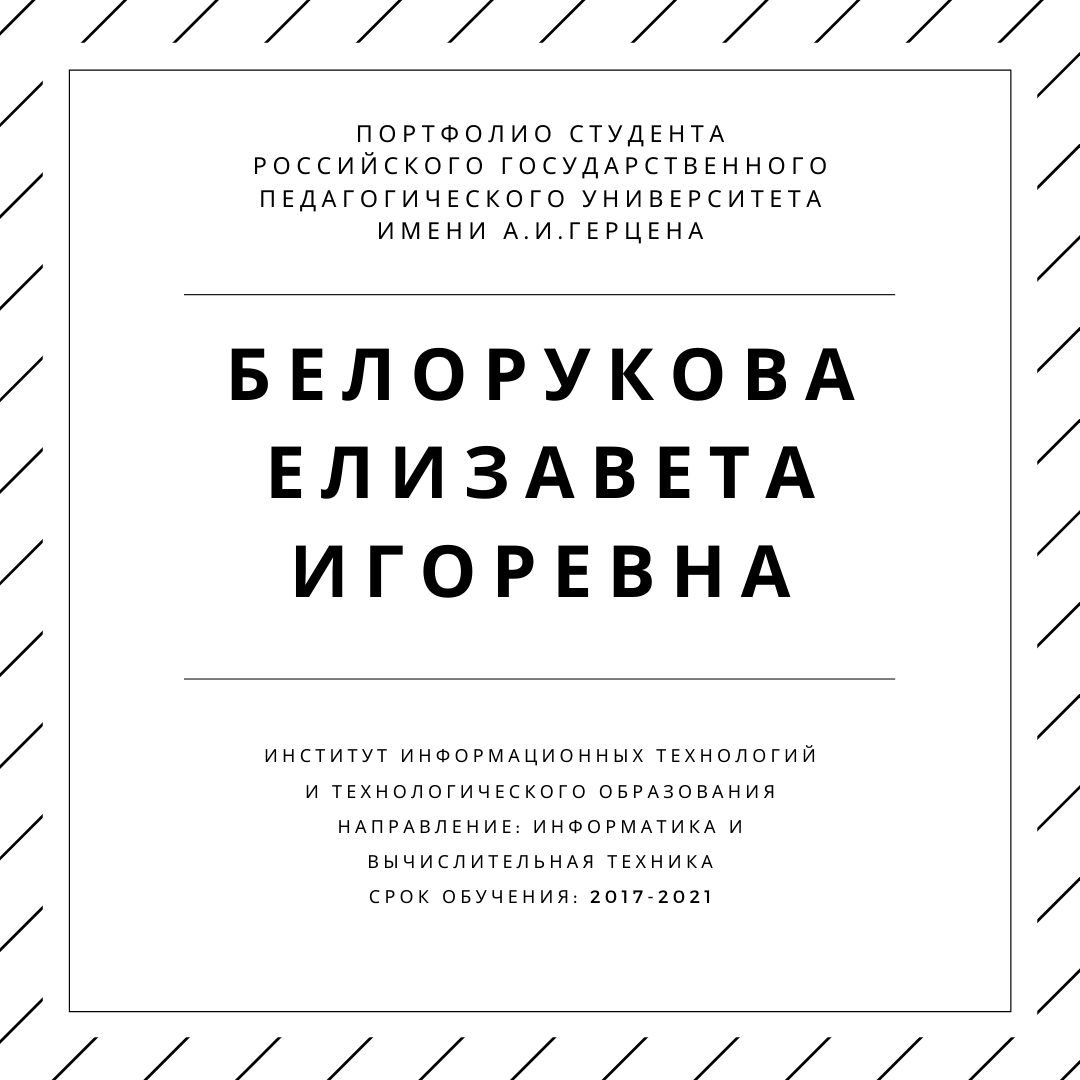 ПОРТФОЛИО СТУДЕНТА
РОССИЙСКОГО ГОСУДАРСТВЕННОГО
ПЕДАГОГИЧЕСКОГО УНИВЕРСИТЕТА
ИМЕНИ А.И.ГЕРЦЕНА
БЕЛОРУКОВА
ЕЛИЗАВЕТА
ИГОРЕВНА
ИНСТИТУТ ИНФОРМАЦИОННЫХ ТЕХНОЛОГИЙ
И ТЕХНОЛОГИЧЕСКОГО ОБРАЗОВАНИЯ
НАПРАВЛЕНИЕ: ИНФОРМАТИКА И
ВЫЧИСЛИТЕЛЬНАЯ ТЕХНИКА
СРОК ОБУЧЕНИЯ: 2017-2021